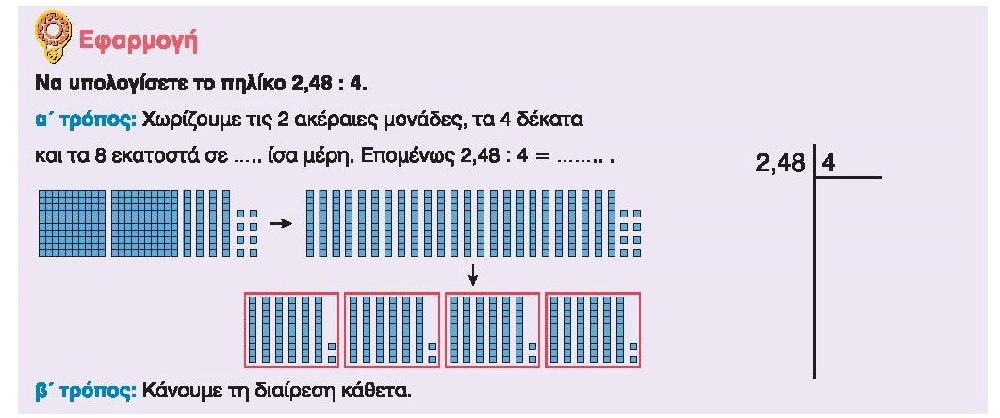 Εφαρμογή
Να υπολογίσετε το πηλίκο 2,48 : 4.
α΄ τρόπος: Χωρίζουμε τις 2 ακέραιες μονάδες, τα 4 δέκατα
και τα 8 εκατοστά σε ..... ίσα μέρη. Επομένως 2,48 : 4 = ........ .
2,48 4
β΄ τρόπος: Κάνουμε τη διαίρεση κάθετα.